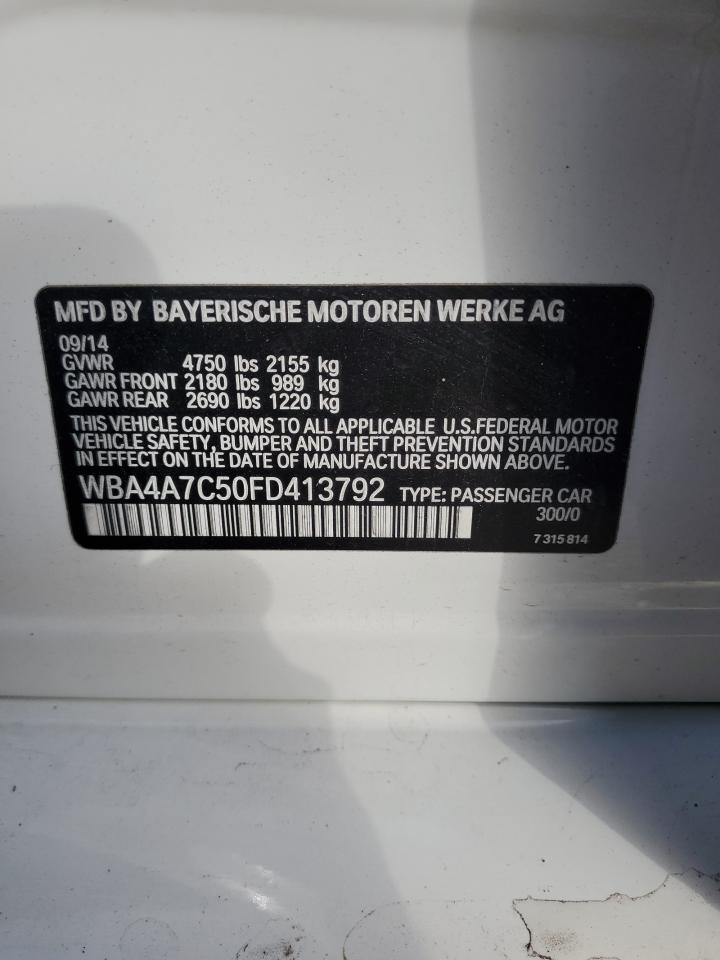 MFD BY BAYERISCHE MOTOREN WERKE AG
09/14
GVWR 4750 lbs 2155 kg
GAWR FRONT 2180 lbs 989 kg
GAWR REAR 2690 lbs 1220 kg
THIS VEHICLE CONFORMS TO ALL APPLICABLE U.S.FEDERAL MOTOR
VEHICLE SAFETY, BUMPER AND THEFT PREVENTION STANDARDS
IN EFFECT ON THE DATE OF MANUFACTURE SHOWN ABOVE.
WBA4A7C50FD413792 TYPE: PASSENGER CAR
300/0
7 315 814